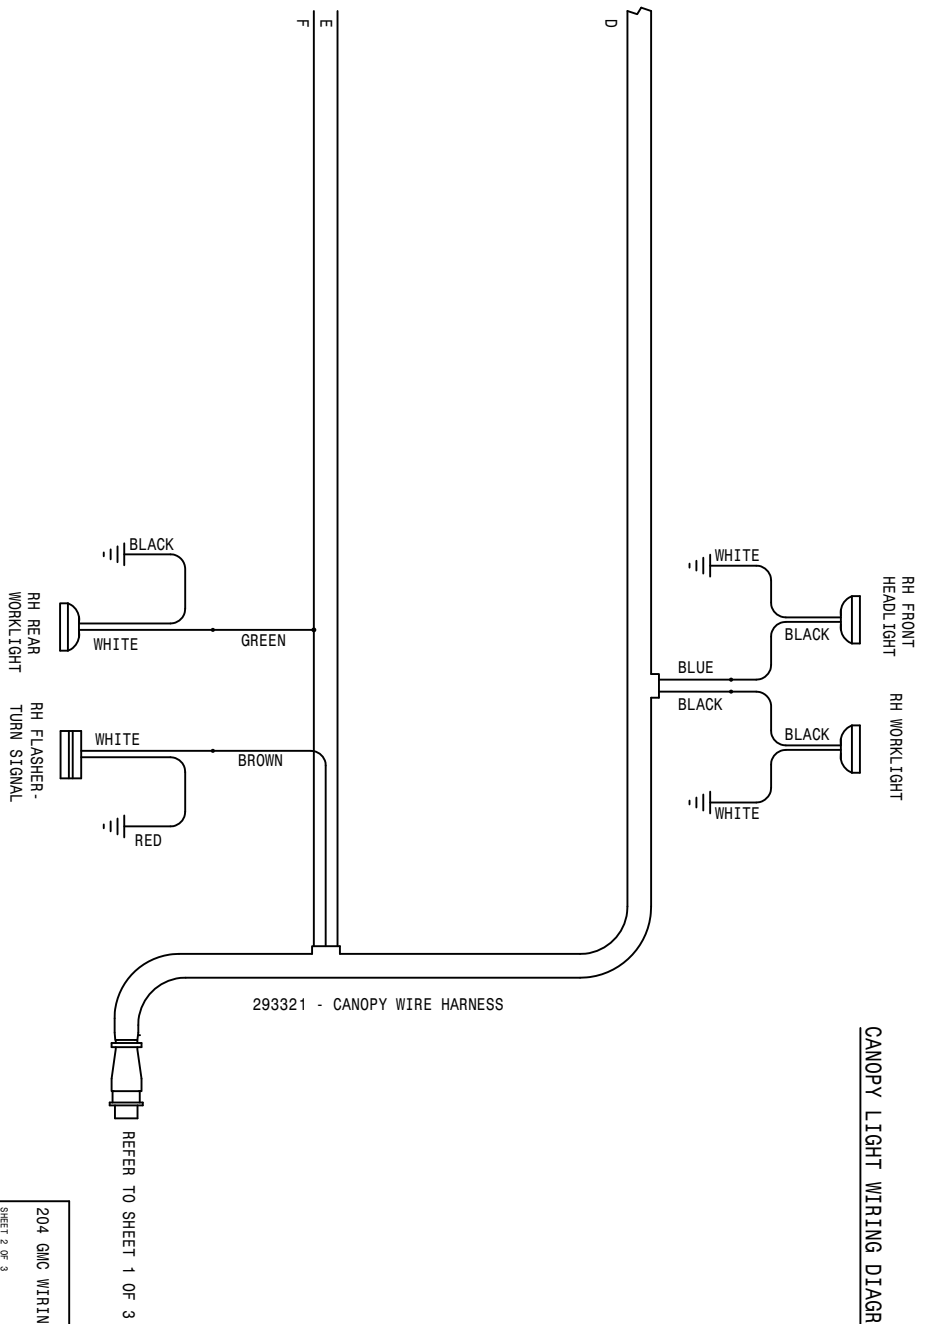 F
E
D
WHITE
BLACK
RH FRONT
HEADLIGHT
BLUE
BLACK
BLACK
WHITE
RH WORKLIGHT
BLACK
WHITE
GREEN
RH REAR
WORKLIGHT
WHITE
BROWN
RED
RH FLASHER-
TURN SIGNAL
293321 - CANOPY WIRE HARNESS
CANOPY LIGHT WIRING DIAGR
REFER TO SHEET 1 OF 3
204 GMC WIRIN
SHEET 2 OF 3